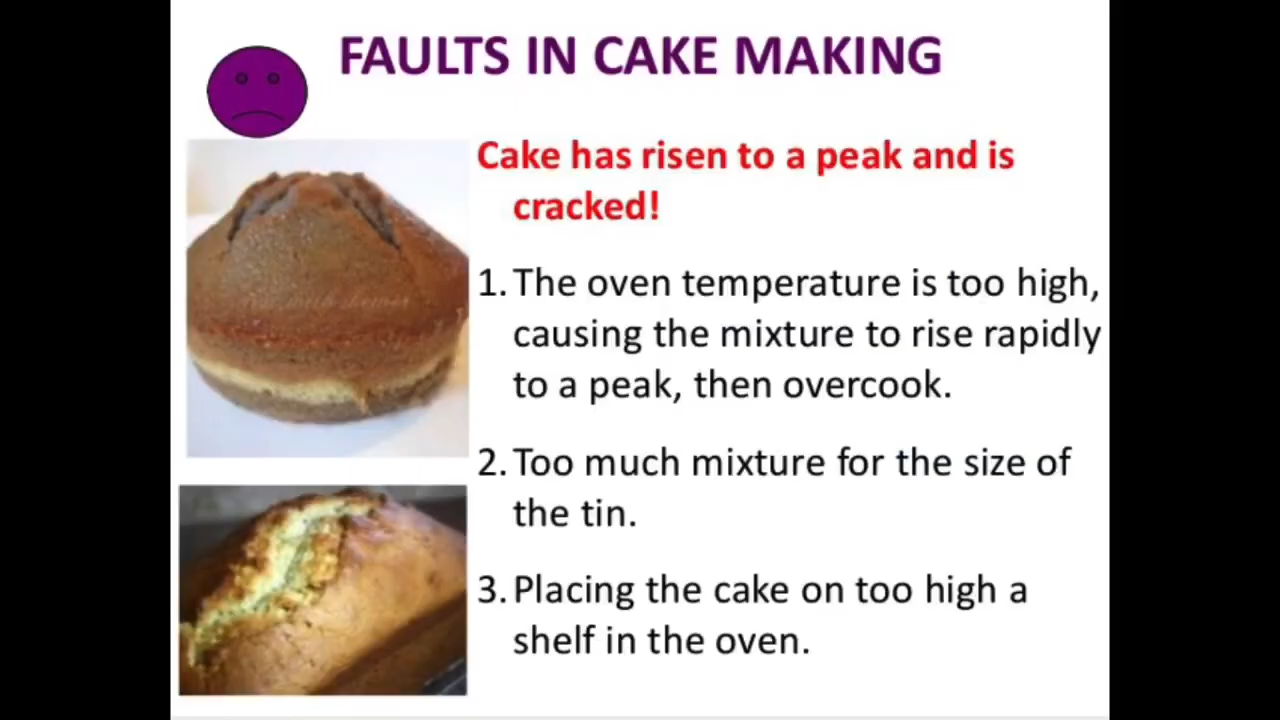 FAULTS IN CAKE MAKING
Cake has risen to a peak and is
cracked!
1. The oven temperature is too high,
causing the mixture to rise rapidly
to a peak, then overcook.
2. Too much mixture for the size of
the tin.
3. Placing the cake on too high a
shelf in the oven.